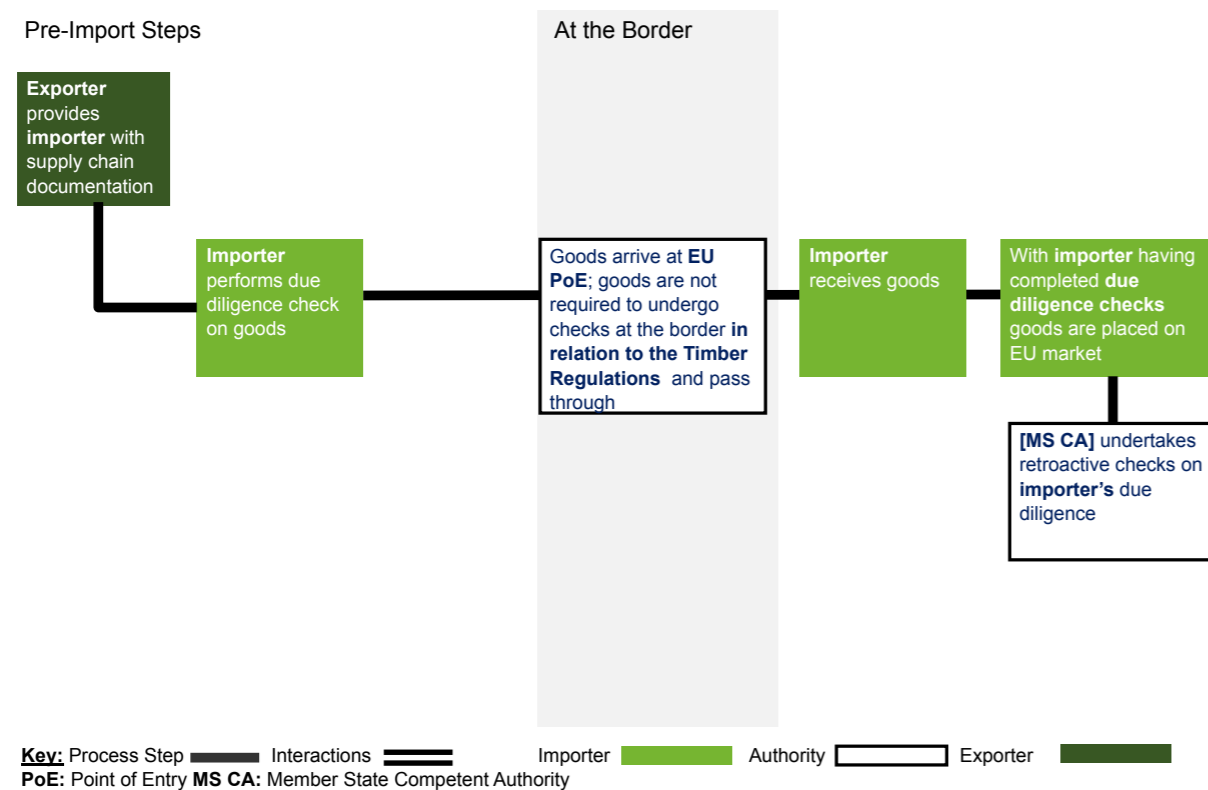 Pre-Import Steps
At the Border
Exporter
provides
importer with
supply chain
documentation
Importer
performs due
diligence check
on goods
Goods arrive at EU
PoE; goods are not
required to undergo
checks at the border in
relation to the Timber
Regulations and pass
through
Importer
receives goods
With importer having
completed due
diligence checks
goods are placed on
EU market
[MS CA] undertakes
retroactive checks on
importer’s due
diligence
Key: Process Step Interactions Importer Authority Exporter
PoE: Point of Entry MS CA: Member State Competent Authority